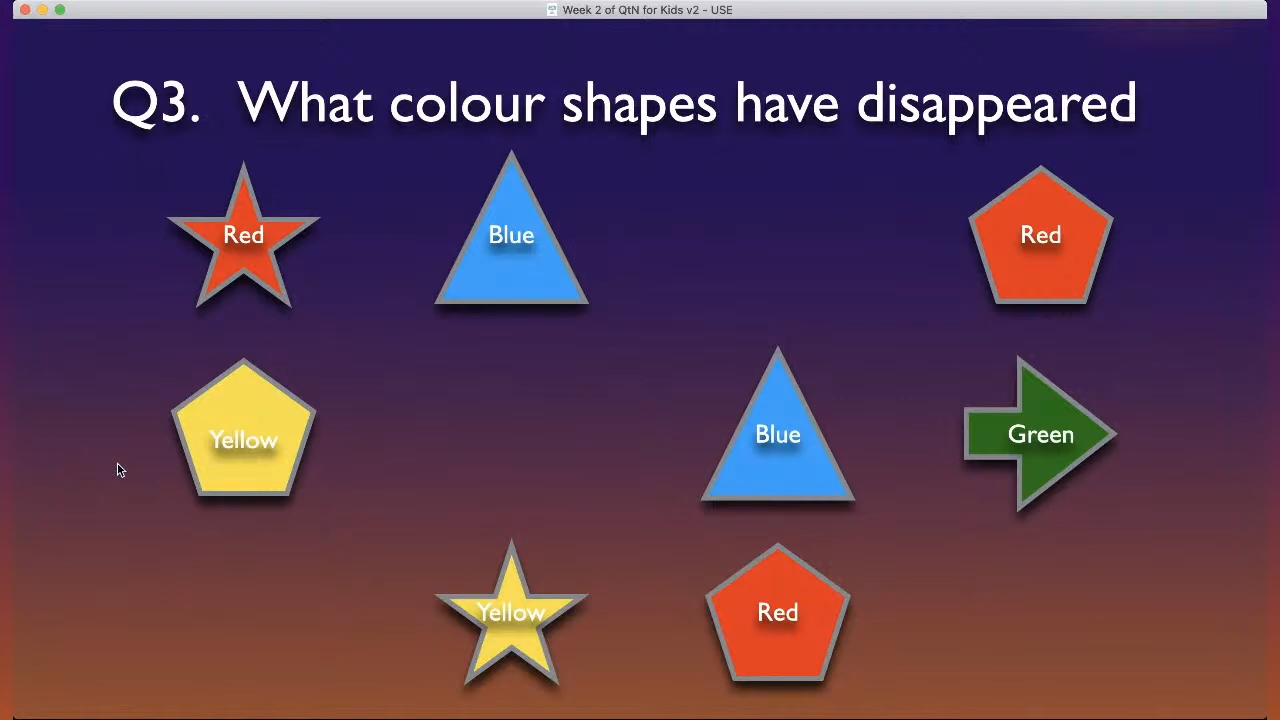 Week 2 of QtN for Kids v2 - USE
Q3. What colour shapes have disappeared
Red
Blue
Red
Yellow
Blue
Green
Yellow
Red